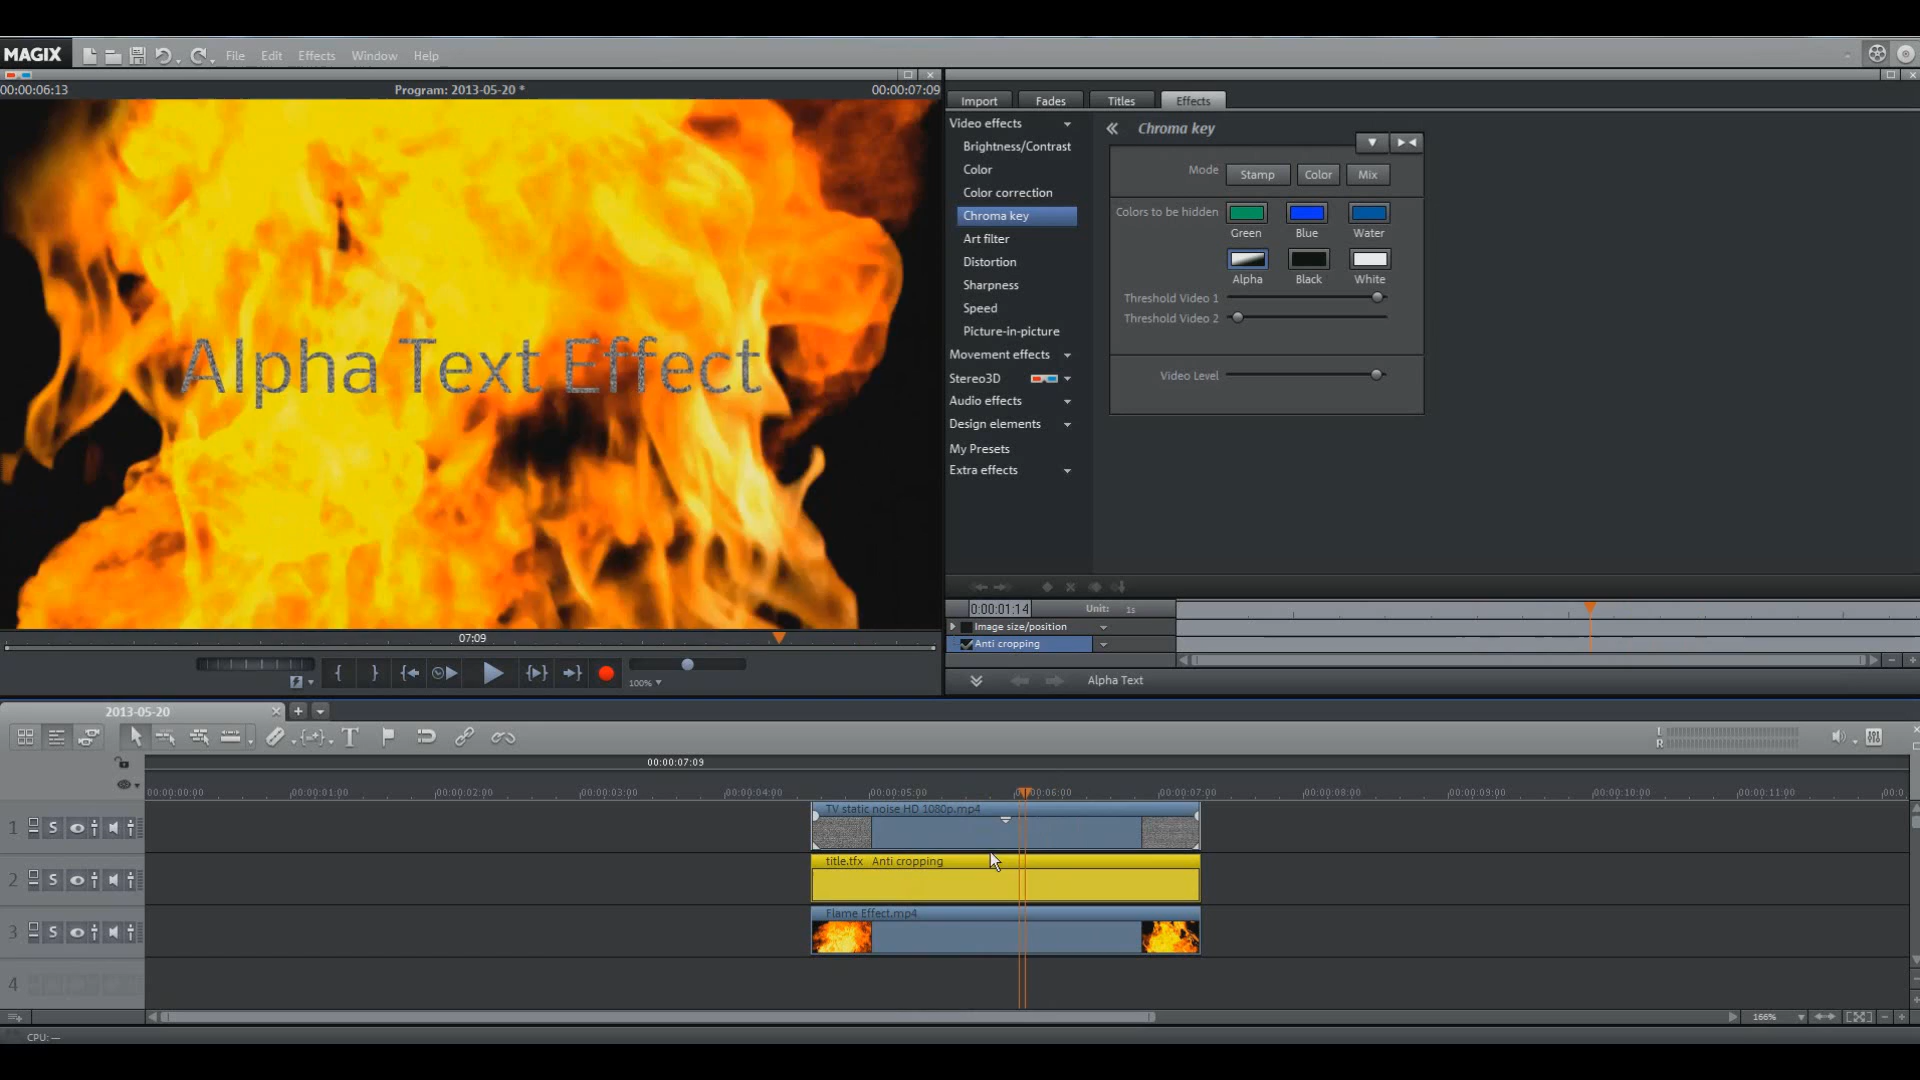 MAGIX File Edit Effects Window Help
00:00:06:13 Program: 2013-05-20 * 00:00:07:09
Alpha Text Effect
07:09
100%
Import Fades Titles Effects
Video effects
Brightness/Contrast
Color
Color correction
Chroma key
Art filter
Distortion
Sharpness
Speed
Picture-in-picture
Movement effects
Stereo3D
Audio effects
Design elements
My Presets
Extra effects
Chroma key
Mode Stamp Color Mix
Colors to be hidden
Green Blue Water
Alpha Black White
Threshold Video 1
Threshold Video 2
Video Level
0:00:01:14 Unit: 1s
Image size/position
Anti cropping
Alpha Text
2013-05-20
L
R
00:00:07:09
00:00:00:00 00:00:01:00 00:00:02:00 00:00:03:00 00:00:04:00 00:00:05:00 00:00:06:00 00:00:07:00 00:00:08:00 00:00:09:00 00:00:10:00 00:00:11:00
1 S TV static noise HD 1080p.mp4
2 S title.tfx Anti cropping
3 S Flame Effect.mp4
4
166%
CPU: —